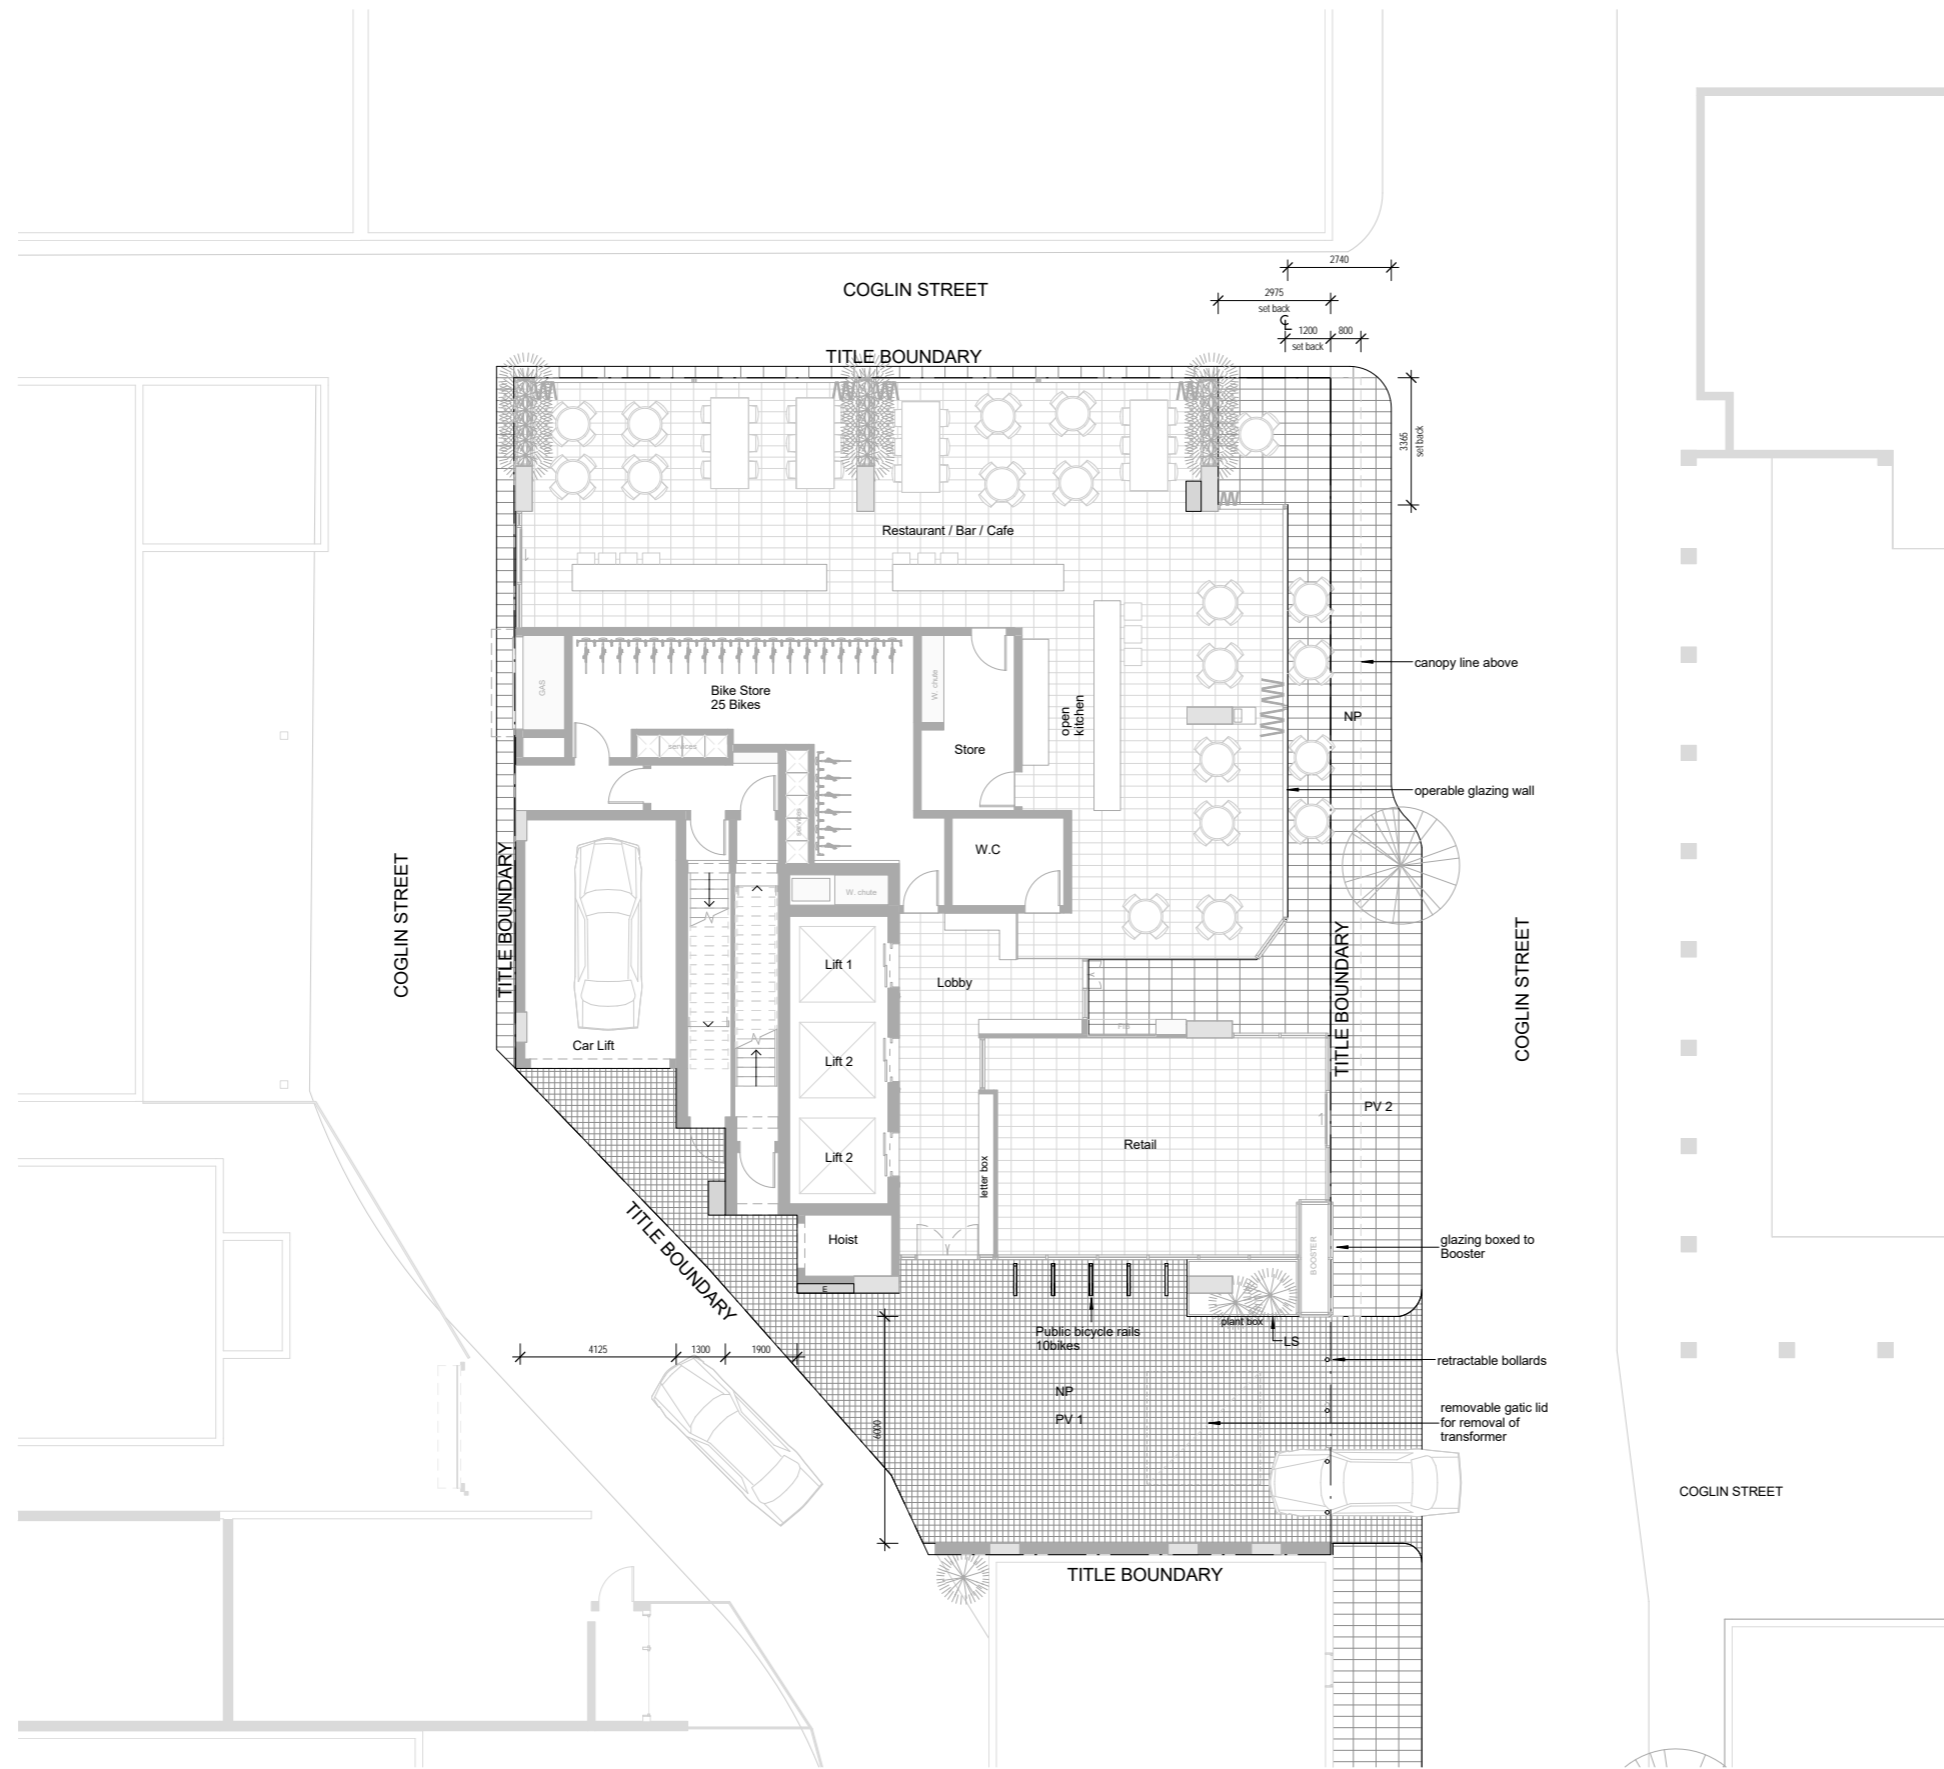 2740
COGLIN STREET
2975
set back
1200
800
set back
TITLE BOUNDARY
3365
set back
Restaurant / Bar / Cafe
canopy line above
GAS
Bike Store
25 Bikes
W. chute
open
kitchen
NP
services
Store
operable glazing wall
services
W.C
COGLIN STREET
TITLE BOUNDARY
W. chute
Lift 1
Lobby
TITLE BOUNDARY
COGLIN STREET
Car Lift
Lift 2
PV 2
Retail
Lift 2
letter box
TITLE BOUNDARY
Hoist
BOOSTER
glazing boxed to
Booster
E
plant box
Public bicycle rails
10bikes
LS
4125
1300
1900
retractable bollards
NP
PV 1
6000
removable gatic lid
for removal of
transformer
COGLIN STREET
TITLE BOUNDARY